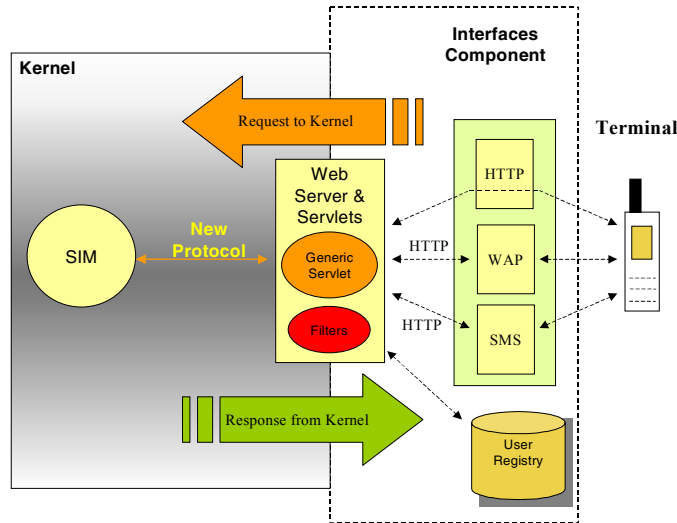 Kernel
Interfaces
Component
Request to Kernel
Terminal
Web
Server &
Servlets
HTTP
New
Protocol
SIM
Generic
Servlet
HTTP
WAP
Filters
HTTP
SMS
Response from Kernel
User
Registry